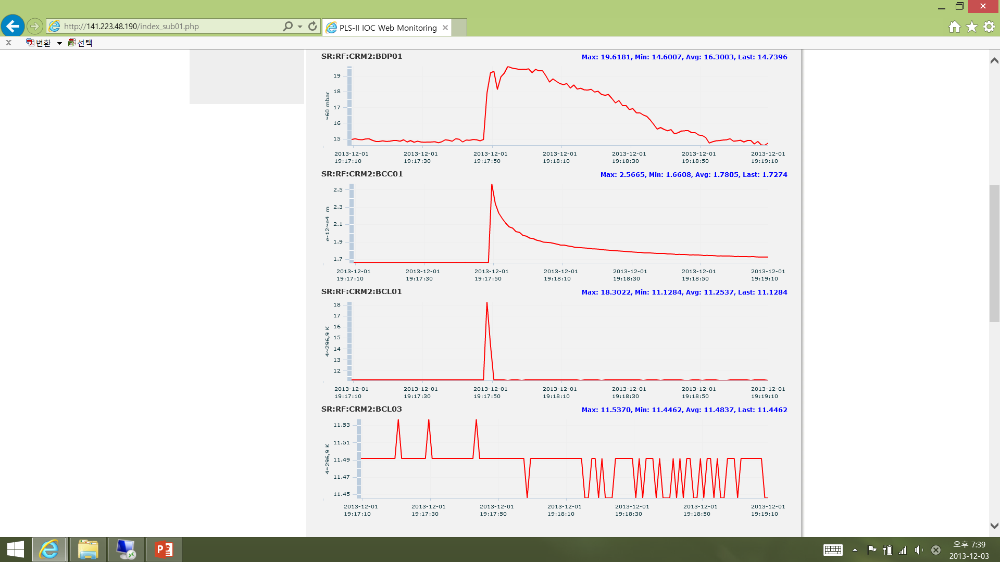 http://141.223.48.190/index_sub01.php
PLS-II IOC Web Monitoring
변환
선택
SR:RF:CRM2:BDP01
Max: 19.6181, Min: 14.6007, Avg: 16.3003, Last: 14.7396
~60 mbar
19
18
17
16
15
2013-12-01 2013-12-01 2013-12-01 2013-12-01 2013-12-01 2013-12-01 2013-12-01
19:17:10 19:17:30 19:17:50 19:18:10 19:18:30 19:18:50 19:19:10
SR:RF:CRM2:BCC01
Max: 2.5665, Min: 1.6608, Avg: 1.7805, Last: 1.7274
e-12~e4 m
2.5
2.3
2.1
1.9
1.7
2013-12-01 2013-12-01 2013-12-01 2013-12-01 2013-12-01 2013-12-01 2013-12-01
19:17:10 19:17:30 19:17:50 19:18:10 19:18:30 19:18:50 19:19:10
SR:RF:CRM2:BCL01
Max: 18.3022, Min: 11.1284, Avg: 11.2537, Last: 11.1284
4~296,9 K
18
17
16
15
14
13
12
2013-12-01 2013-12-01 2013-12-01 2013-12-01 2013-12-01 2013-12-01 2013-12-01
19:17:10 19:17:30 19:17:50 19:18:10 19:18:30 19:18:50 19:19:10
SR:RF:CRM2:BCL03
Max: 11.5370, Min: 11.4462, Avg: 11.4837, Last: 11.4462
4~296,9 K
11.53
11.51
11.49
11.47
11.45
2013-12-01 2013-12-01 2013-12-01 2013-12-01 2013-12-01 2013-12-01 2013-12-01
19:17:10 19:17:30 19:17:50 19:18:10 19:18:30 19:18:50 19:19:10
오후 7:39
2013-12-03